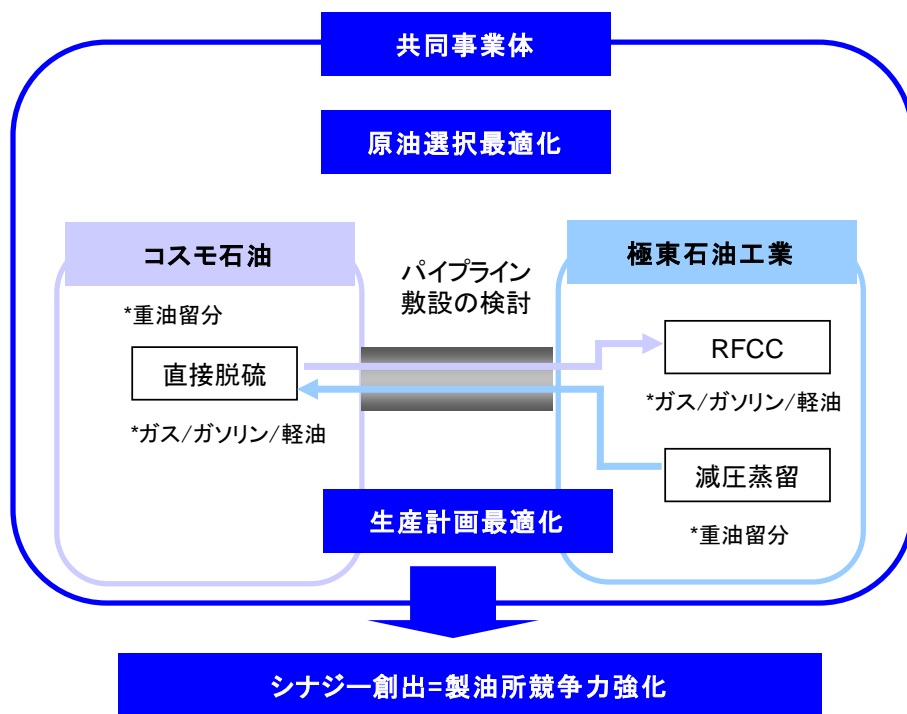 共同事業体
原油選択最適化
コスモ石油
極東石油工業
パイプライン
敷設の検討
*重油留分
直接脱硫
*ガス/ガソリン/軽油
RFCC
*ガス/ガソリン/軽油
減圧蒸留
*重油留分
生産計画最適化
シナジー創出=製油所競争力強化